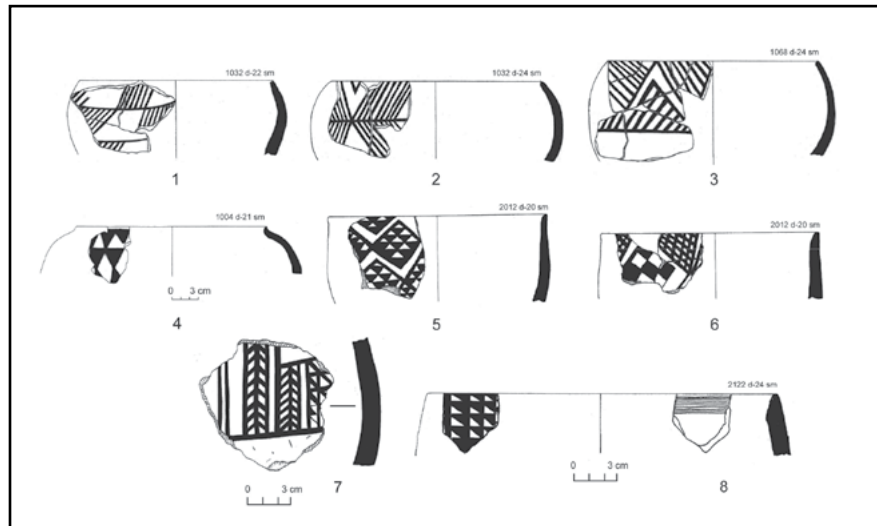 1032 d-22 sm
1032 d-24 sm
1068 d-24 sm
1
2
3
1004 d-21 sm
2012 d-20 sm
2012 d-20 sm
0 3 cm
4
5
6
2122 d-24 sm
0 3 cm
7
0 3 cm
8